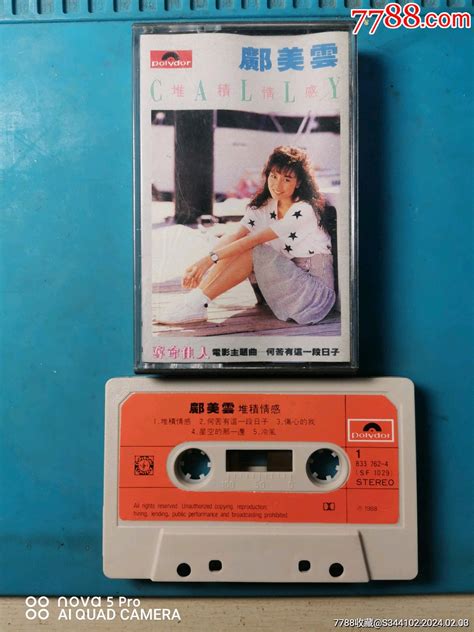 7788.com
polydor
鄺美雲
CALLY
堆積情感
電影主題曲·何苦有這一段日子
鄺美雲 堆積情感
1.堆積情感 2.何苦有這一段日子 3.傷心的我
4.星空的那一邊 5.冷風
polydor
1
833 762-4
ISF 1029
STEREO
All rights reserved. Unauthorized copying, reproduction,
hiring, lending, public performance and broadcasting prohibited.
℗ 1988
nova 5 Pro
AI QUAD CAMERA
7788收藏@S344102-2024.02.03